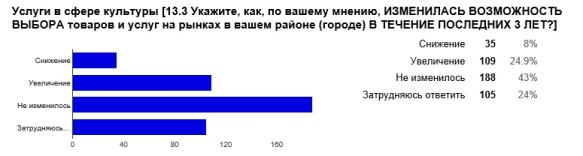 Услуги в сфере культуры [13.3 Укажите, как, по вашему мнению, ИЗМЕНИЛАСЬ ВОЗМОЖНОСТЬ
ВЫБОРА товаров и услуг на рынках в вашем районе (городе) В ТЕЧЕНИЕ ПОСЛЕДНИХ 3 ЛЕТ?]
Снижение
Увеличение
Не изменилось
Затрудняюсь...
0 40 80 120 160
Снижение 35 8%
Увеличение 109 24.9%
Не изменилось 188 43%
Затрудняюсь ответить 105 24%